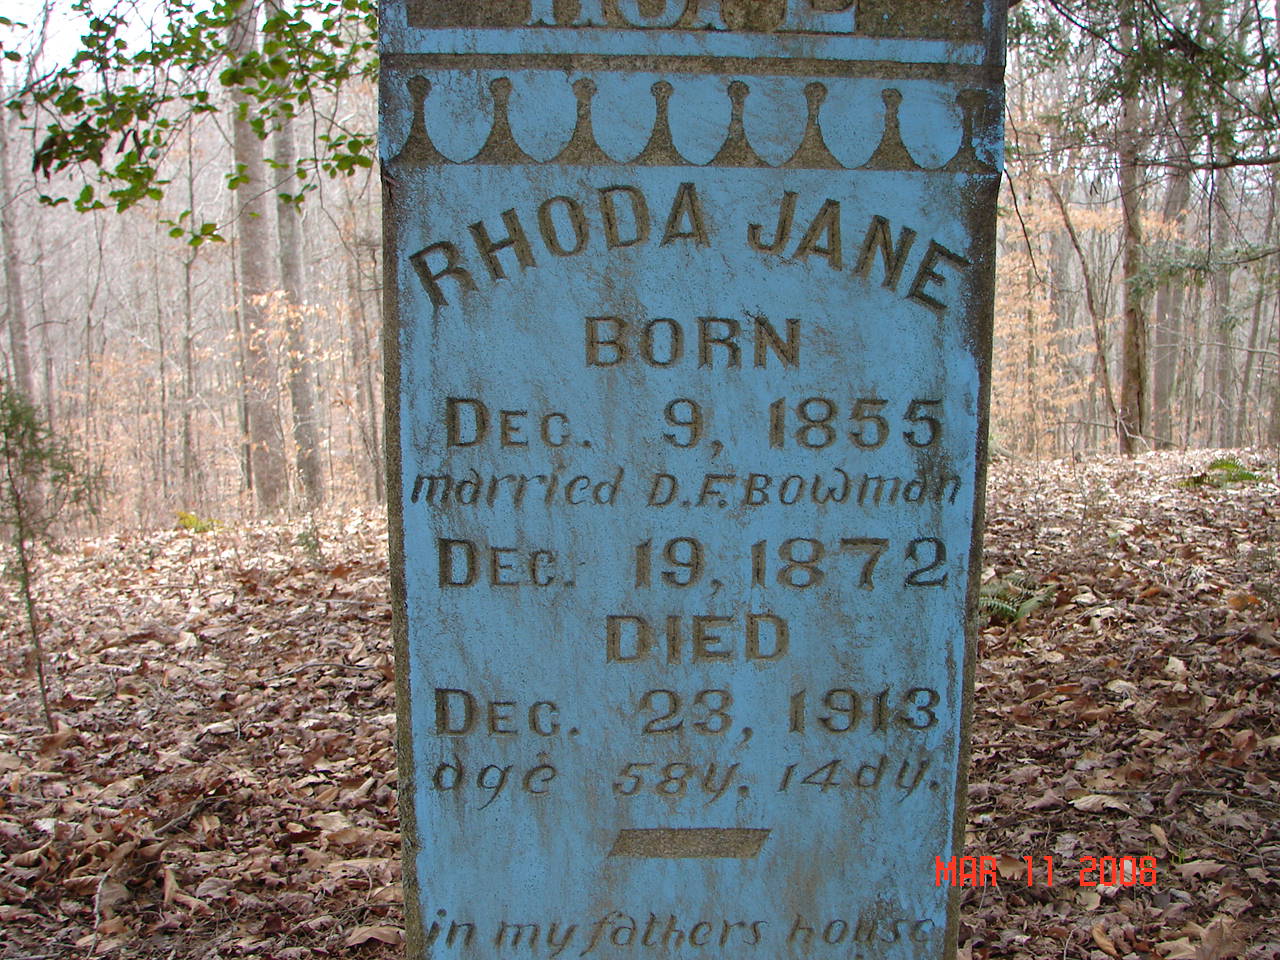 HOPE
RHODA JANE
BORN
DEC. 9, 1855
married D.F. BOWman
DEC. 19, 1872
DIED
DEC. 23, 1913
age 58y. 14dy.
in my fathers house
MAR 11 2008